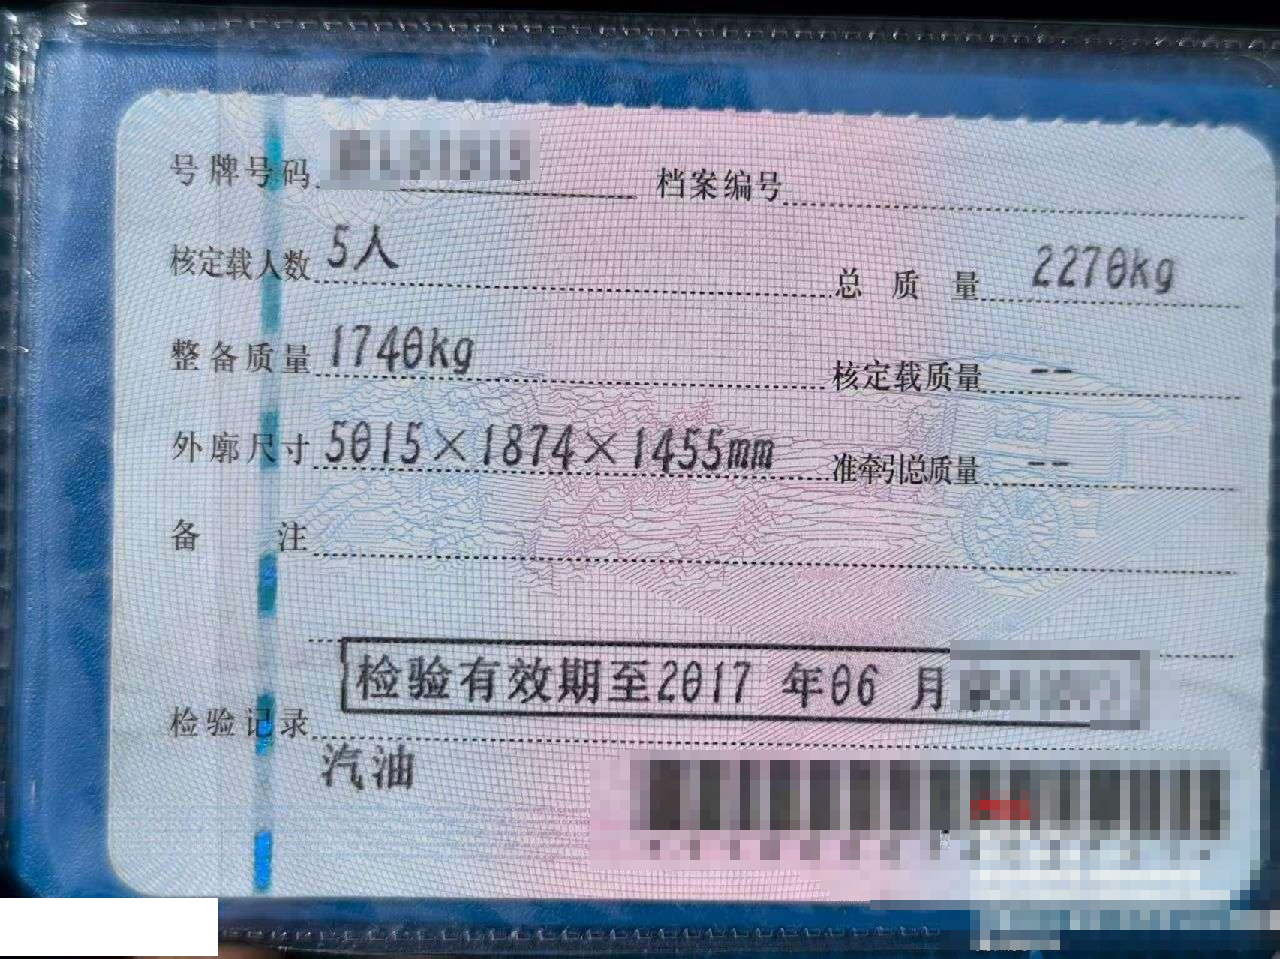 号牌号码 档案编号
核定载人数 5人 总质量 2270kg
整备质量 1740kg 核定载质量 --
外廓尺寸 5015×1874×1455mm 准牵引总质量 --
备注
检验有效期至2017 年06 月
检验记录
汽油